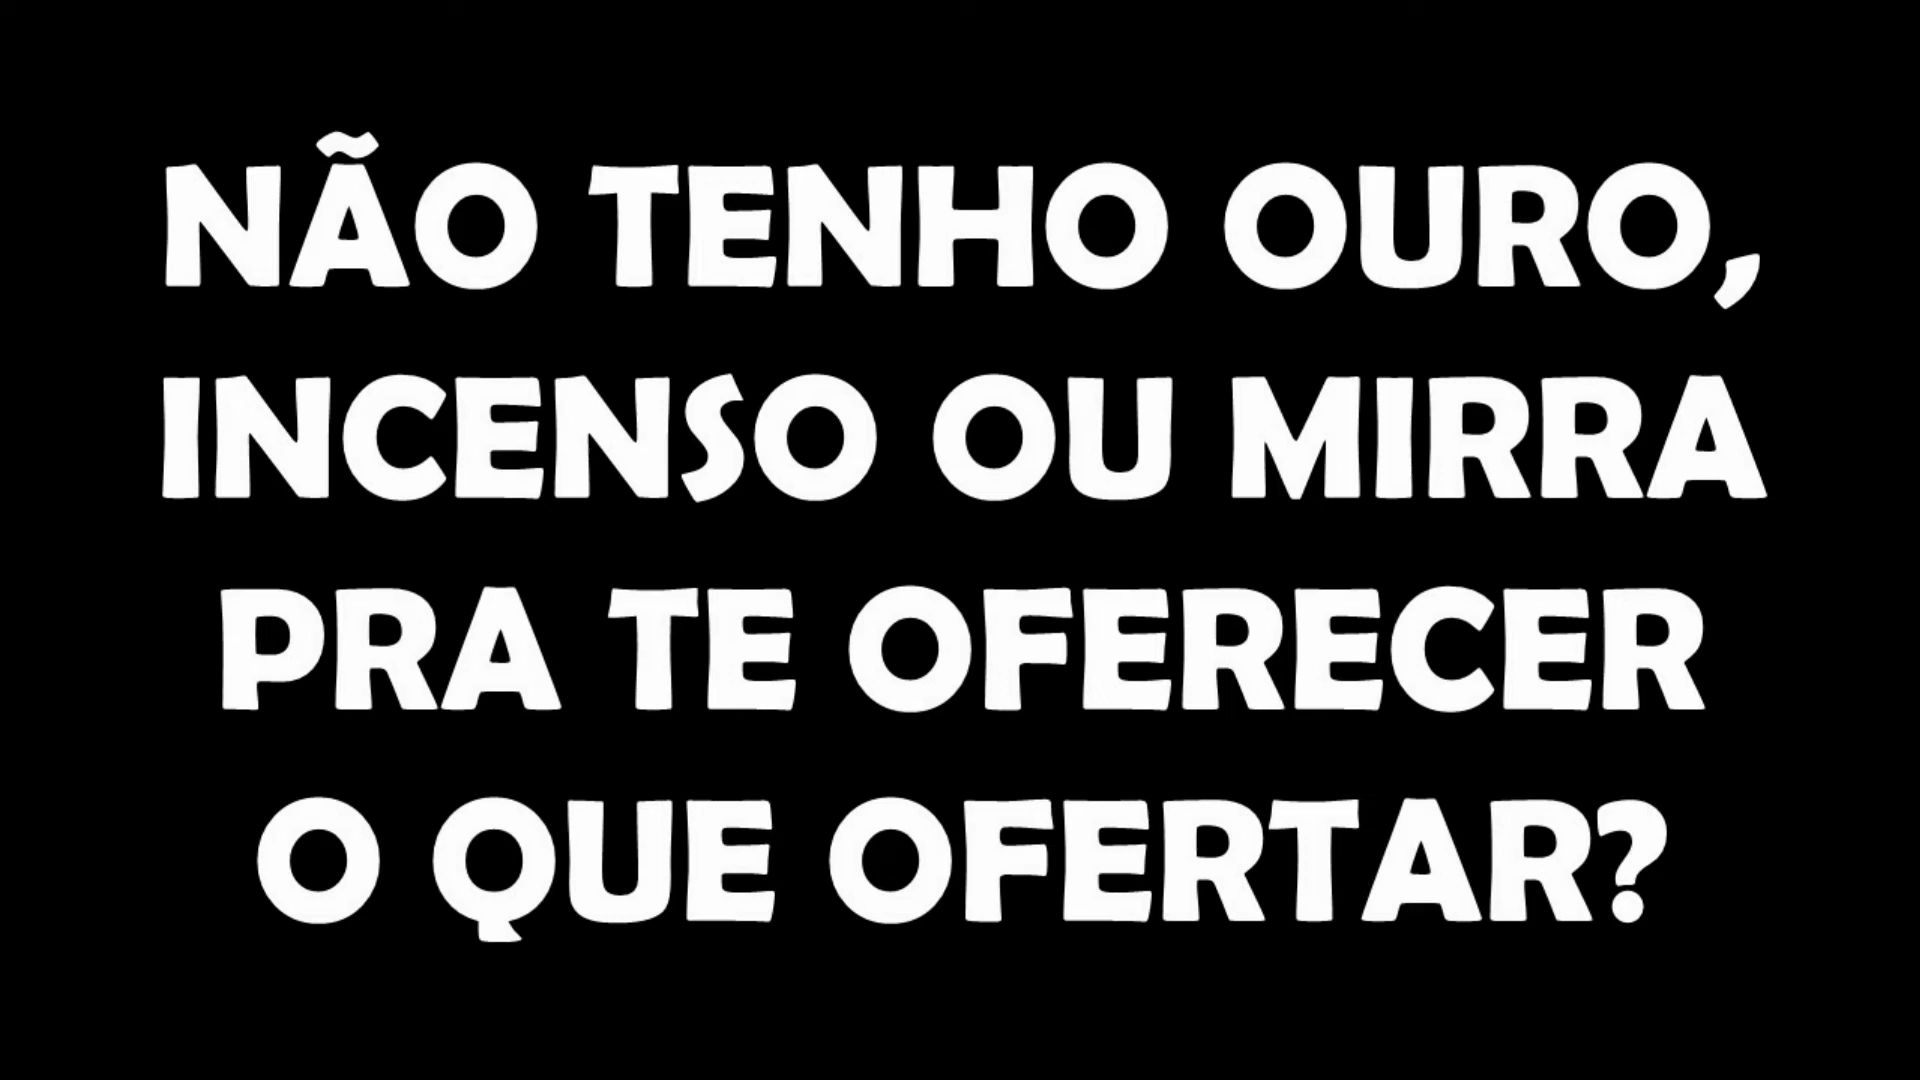 NÃO TENHO OURO,
INCENSO OU MIRRA
PRA TE OFERECER
O QUE OFERTAR?